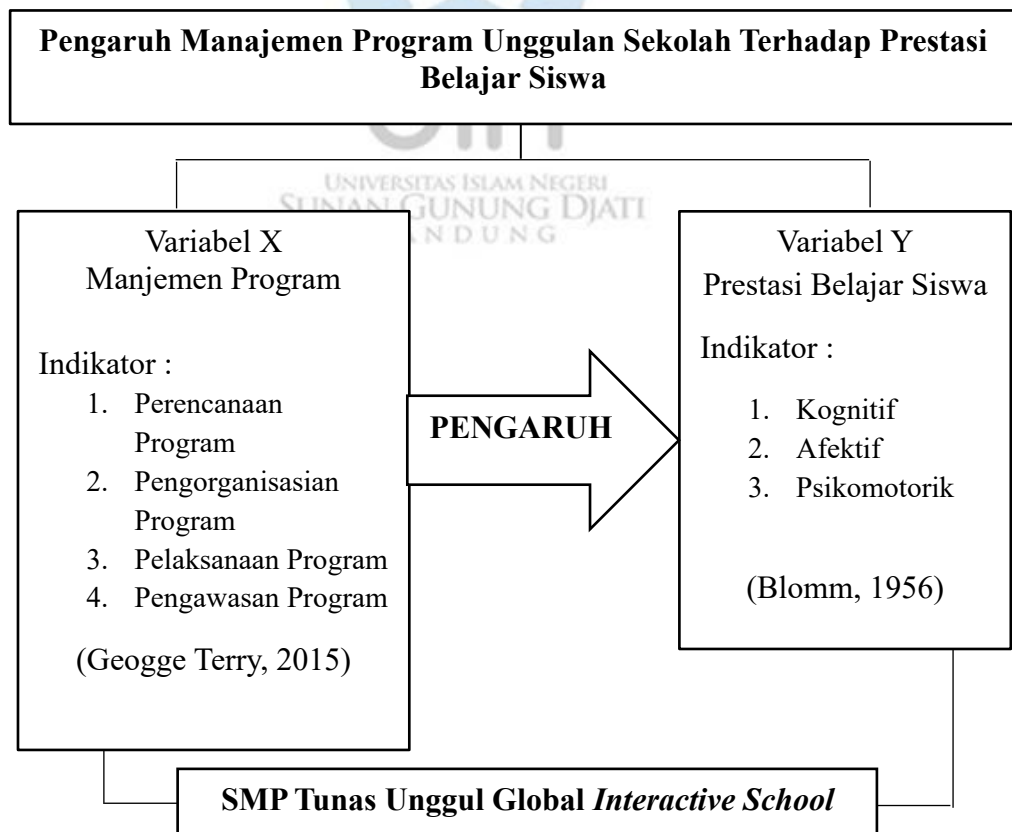 Pengaruh Manajemen Program Unggulan Sekolah Terhadap Prestasi
Belajar Siswa
UNIVERSITAS ISLAM NEGERI
SUNAN GUNUNG DJATI
Variabel X
Manjemen Program
Indikator :
1. Perencanaan
Program
2. Pengorganisasian
Program
3. Pelaksanaan Program
4. Pengawasan Program
(Geogge Terry, 2015)
PENGARUH
Variabel Y
Prestasi Belajar Siswa
Indikator :
1. Kognitif
2. Afektif
3. Psikomotorik
(Blomm, 1956)
SMP Tunas Unggul Global Interactive School